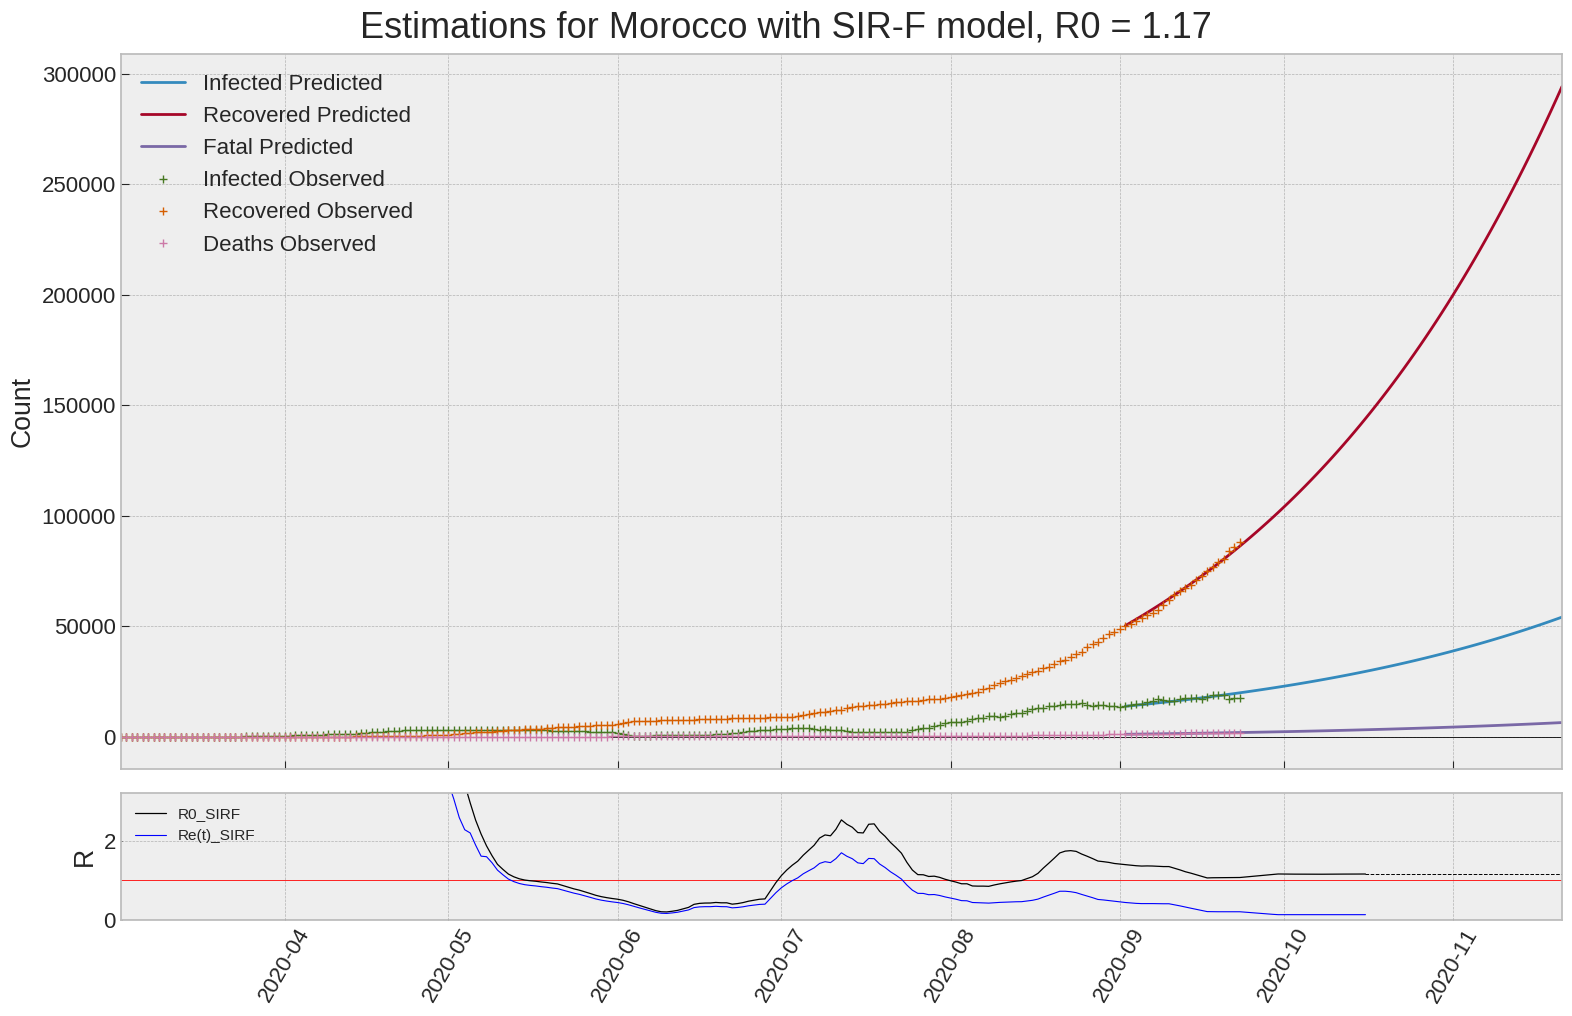 Estimations for Morocco with SIR-F model, R0 = 1.17
300000
250000
200000
150000
100000
50000
0
Count
Infected Predicted
Recovered Predicted
Fatal Predicted
Infected Observed
Recovered Observed
Deaths Observed
R0_SIRF
Re(t)_SIRF
2
0
R
2020-04
2020-05
2020-06
2020-07
2020-08
2020-09
2020-10
2020-11